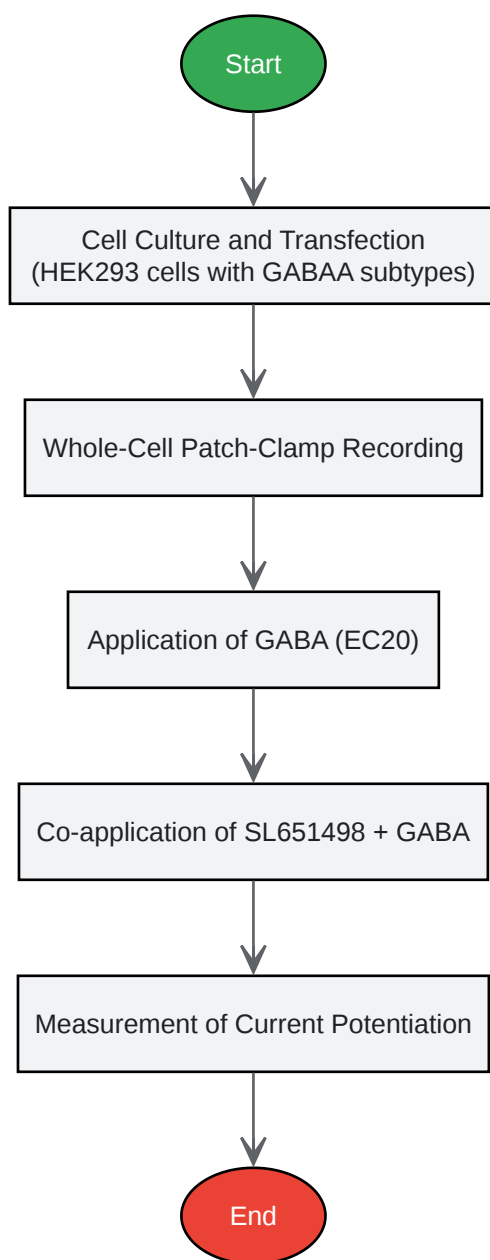 Start
Cell Culture and Transfection
(HEK293 cells with GABAA subtypes)
Whole-Cell Patch-Clamp Recording
Application of GABA (EC20)
Co-application of SL651498 + GABA
Measurement of Current Potentiation
End